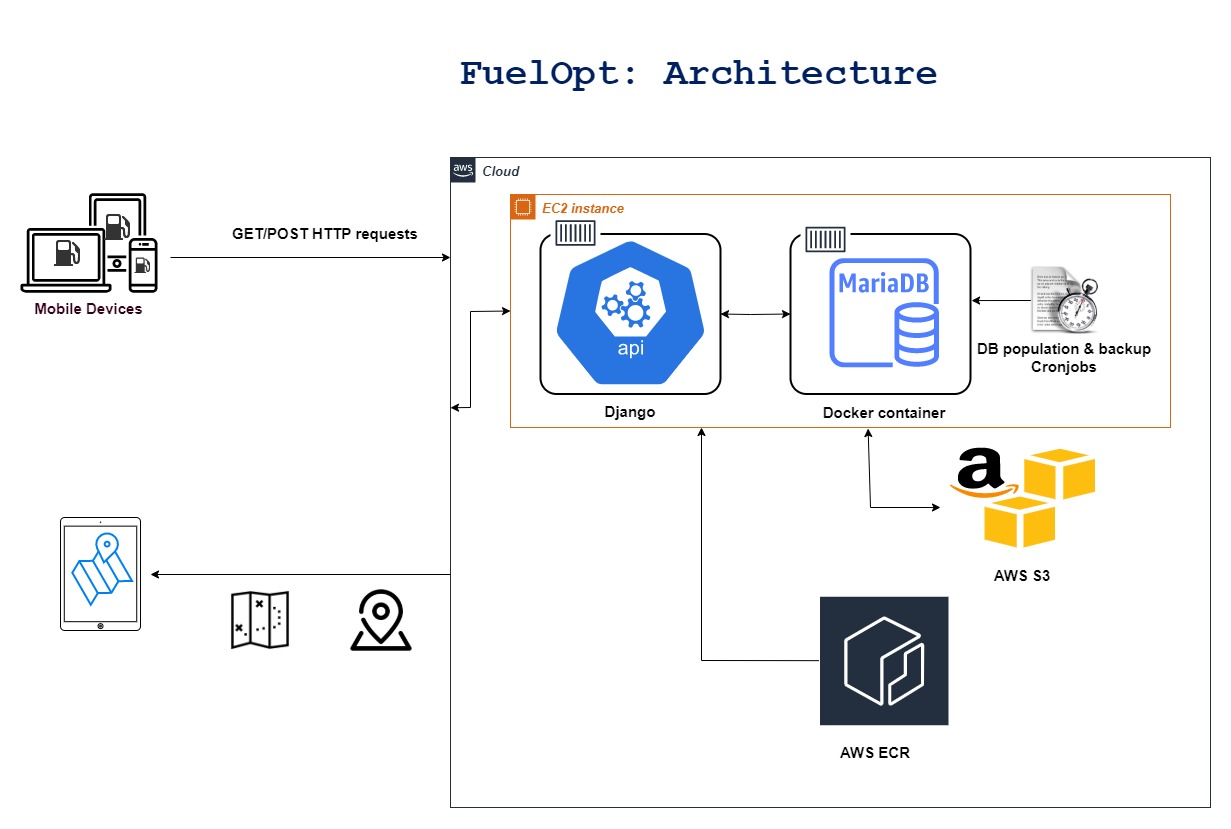 FuelOpt: Architecture
aws
Cloud
EC2 instance
GET/POST HTTP requests
Mobile Devices
api
MariaDB
DB population & backup
Cronjobs
Django
Docker container
a
AWS S3
AWS ECR